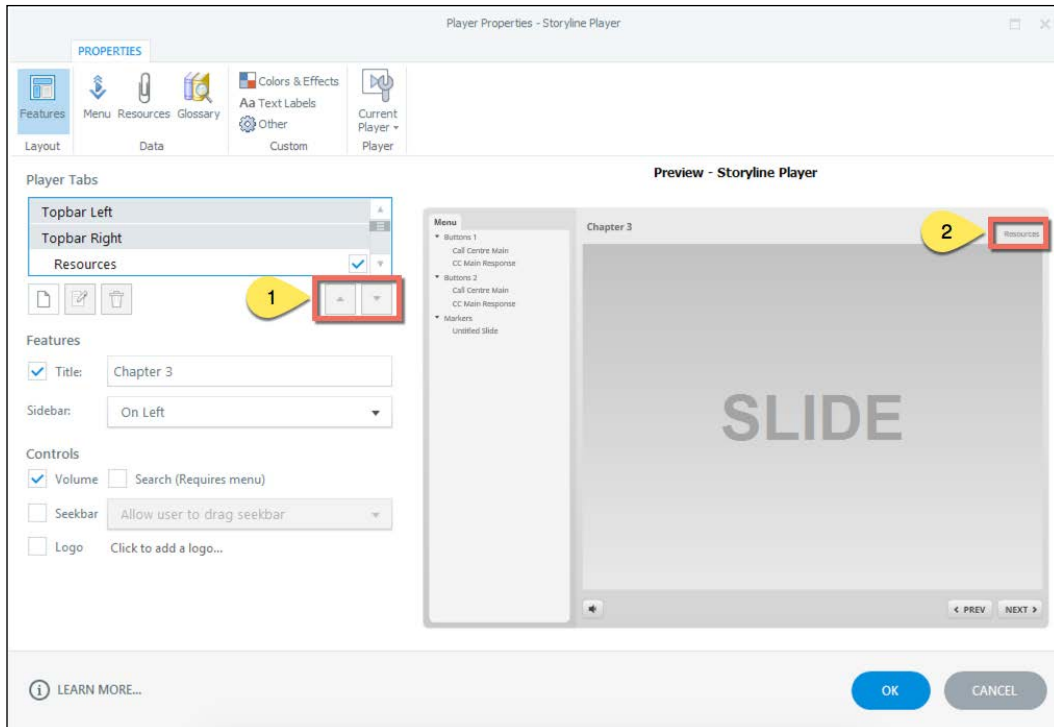 Player Properties - Storyline Player
PROPERTIES
Features
Menu
Resources
Glossary
Colors & Effects
Aa Text Labels
Other
Current
Player
Layout
Data
Custom
Player
Player Tabs
Topbar Left
Topbar Right
Resources
1
Features
Title:
Chapter 3
Sidebar:
On Left
Controls
Volume
Search (Requires menu)
Seekbar
Allow user to drag seekbar
Logo
Click to add a logo...
Preview - Storyline Player
Menu
Buttons 1
Call Centre Main
CC Main Response
Buttons 2
Call Centre Main
CC Main Response
Markers
Untitled Slide
Chapter 3
2
Resources
SLIDE
< PREV
NEXT >
i LEARN MORE...
OK
CANCEL